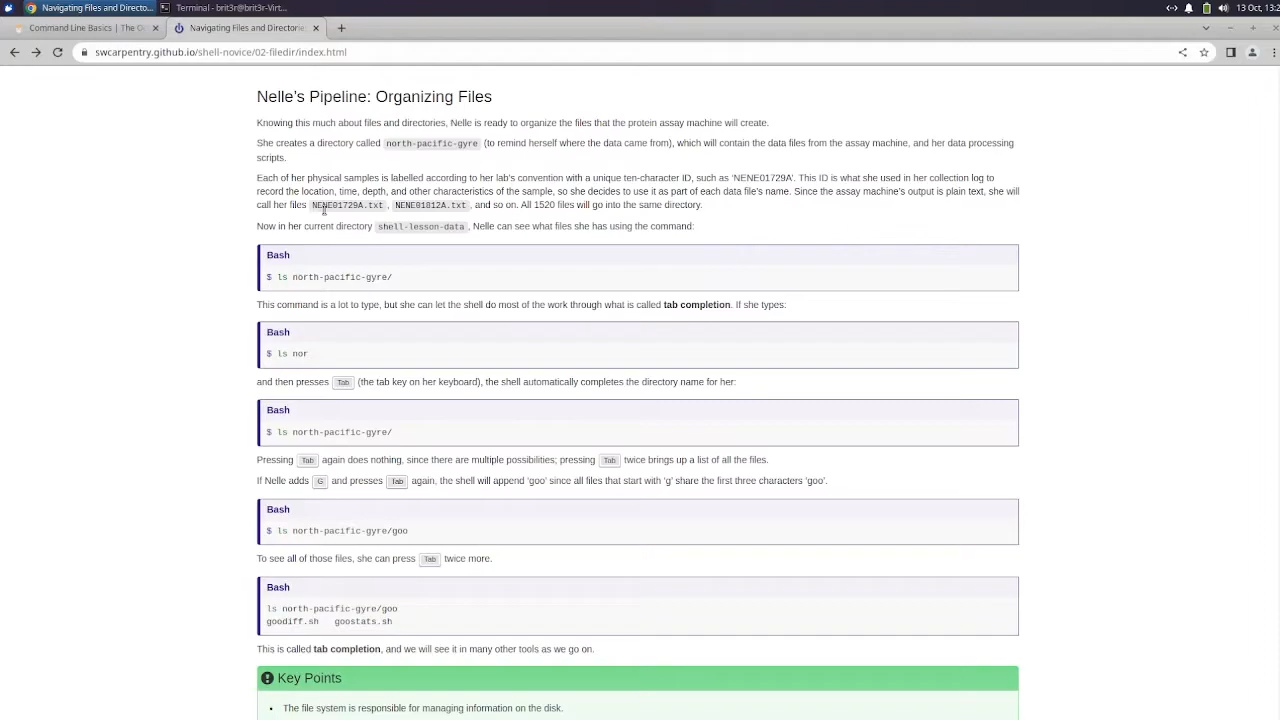 Navigating Files and Directo...
Terminal - brit3r@brit3r-firt...
13 Oct, 13:2
Command Line Basics | The O
Navigating Files and Directorie
swcarpentry.github.io/shell-novice/02-filedir/index.html
Nelle's Pipeline: Organizing Files
Knowing this much about files and directories, Nelle is ready to organize the files that the protein assay machine will create.
She creates a directory called north-pacific-gyre (to remind herself where the data came from), which will contain the data files from the assay machine, and her data processing
scripts.
Each of her physical samples is labelled according to her lab's convention with a unique ten-character ID, such as 'NENE01729A'. This ID is what she used in her collection log to
record the location, time, depth, and other characteristics of the sample, so she decides to use it as part of each data file's name. Since the assay machine's output is plain text, she will
call her files NENE01729A.txt, NENE01812A.txt, and so on. All 1520 files will go into the same directory.
Now in her current directory shell-lesson-data, Nelle can see what files she has using the command:
Bash
$ ls north-pacific-gyre/
This command is a lot to type, but she can let the shell do most of the work through what is called tab completion. If she types:
Bash
$ ls nor
and then presses Tab (the tab key on her keyboard), the shell automatically completes the directory name for her:
Bash
$ ls north-pacific-gyre/
Pressing Tab again does nothing, since there are multiple possibilities; pressing Tab twice brings up a list of all the files.
If Nelle adds G and presses Tab again, the shell will append 'goo' since all files that start with 'g' share the first three characters 'goo'.
Bash
$ ls north-pacific-gyre/goo
To see all of those files, she can press Tab twice more.
Bash
ls north-pacific-gyre/goo
goodiff.sh   goostats.sh
This is called tab completion, and we will see it in many other tools as we go on.
Key Points
• The file system is responsible for managing information on the disk.